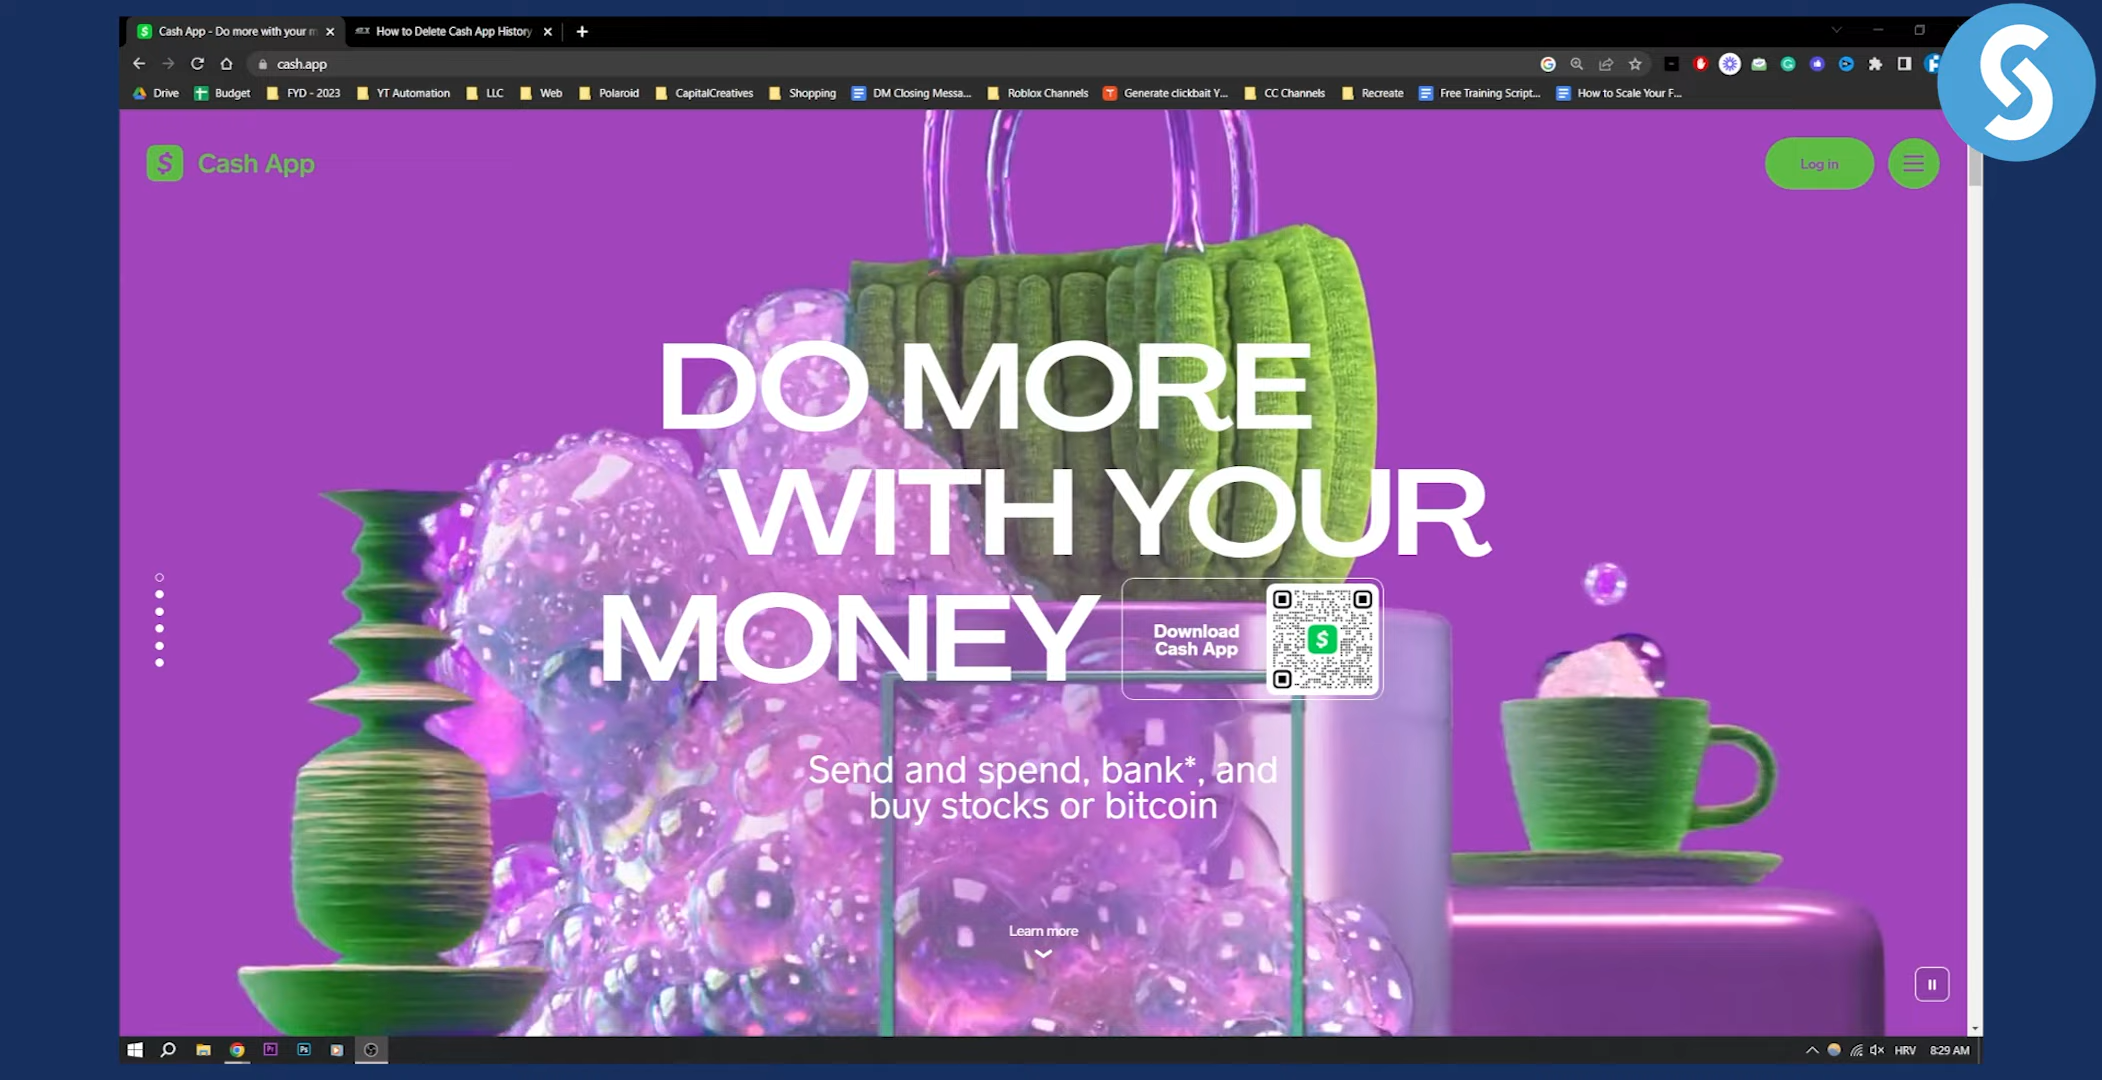 Cash App - Do more with your m
How to Delete Cash App History
cash.app
Drive
Budget
FYD - 2023
YT Automation
LLC
Web
Polaroid
CapitalCreatives
Shopping
DM Closing Messa...
Roblox Channels
Generate clickbait Y...
CC Channels
Recreate
Free Training Script...
How to Scale Your F...
$ Cash App
Log in
DO MORE
WITH YOUR
MONEY
Download
Cash App
$
Send and spend, bank*, and
buy stocks or bitcoin
Learn more
Pr
Ps
HRV
8:29 AM